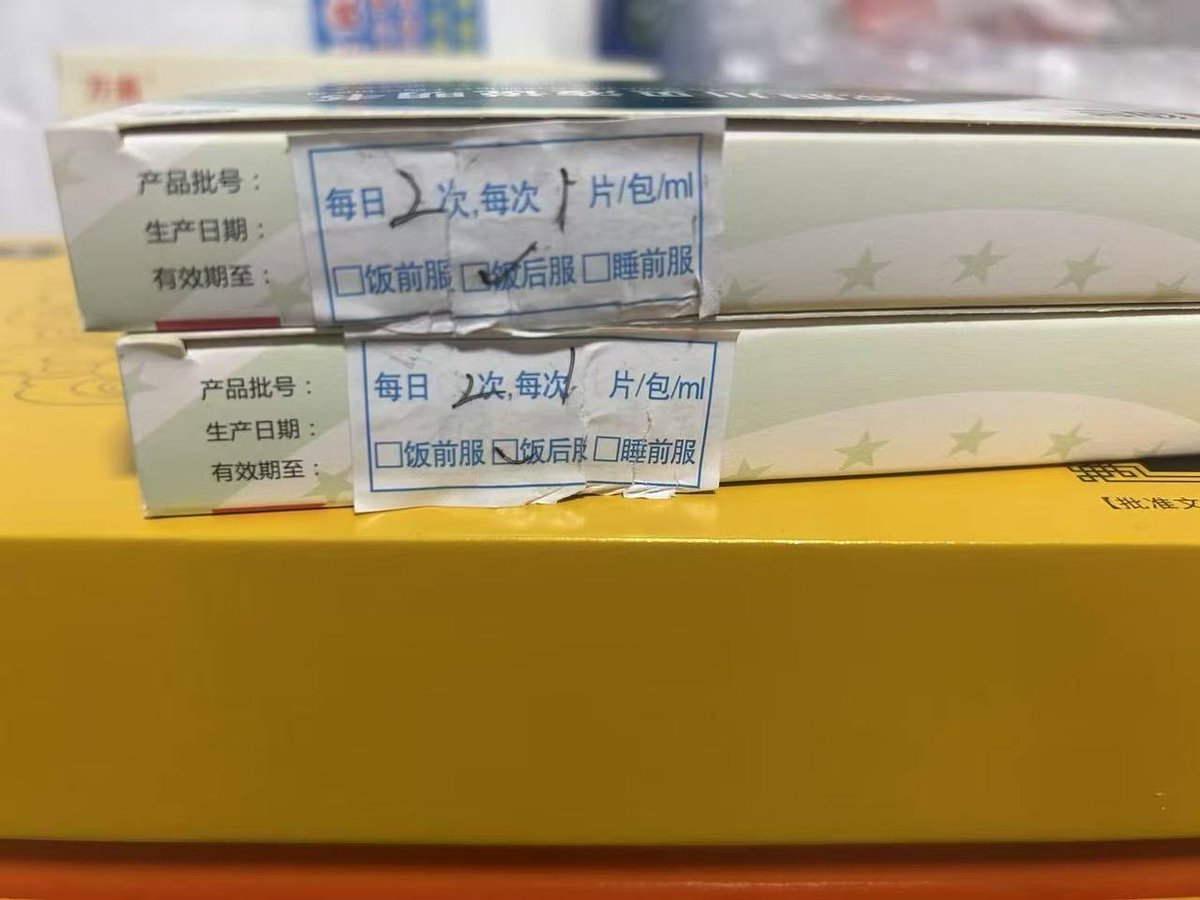 产品批号：
生产日期：
有效期至：
每日2次,每次1片/包/ml
□饭前服☑饭后服□睡前服
产品批号：
生产日期：
有效期至：
每日2次,每次1片/包/ml
□饭前服☑饭后服□睡前服
【批准文